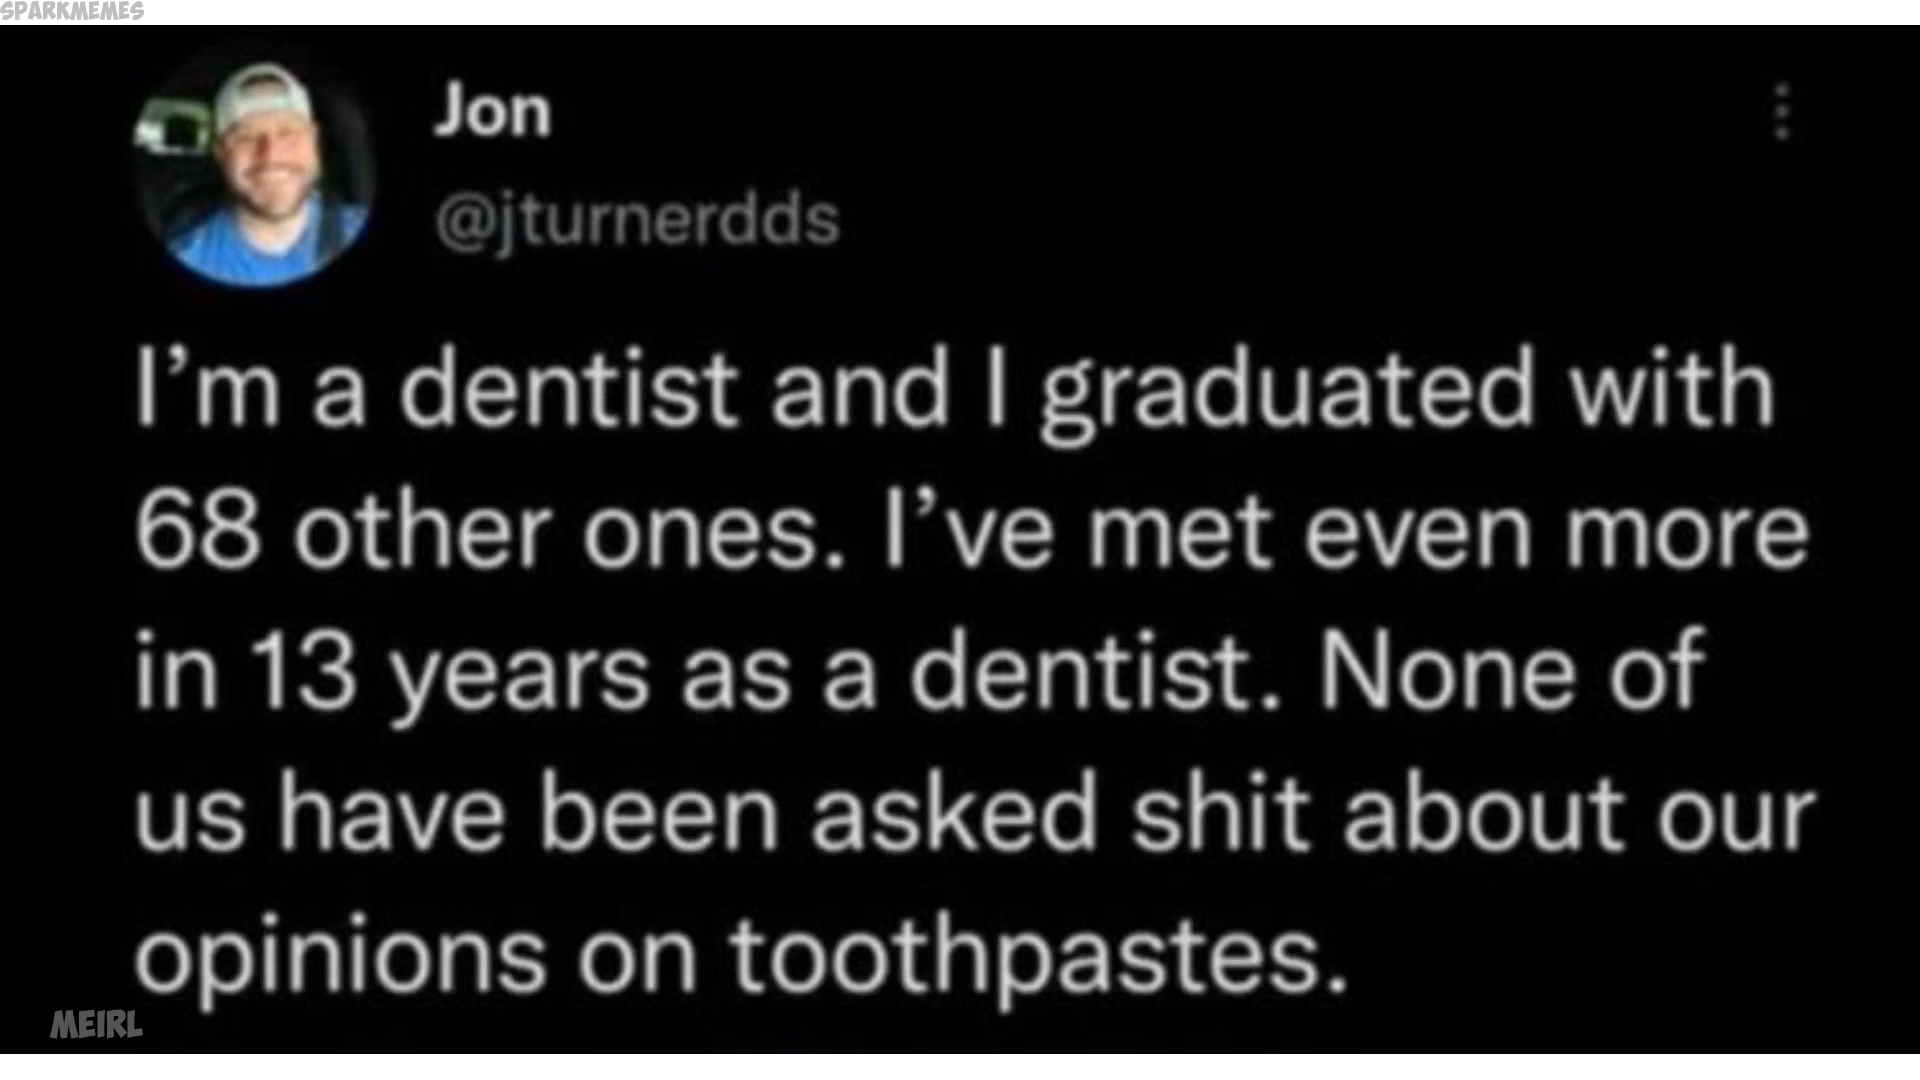 SPARKMEMES
Jon
@jturnerdds
I’m a dentist and I graduated with
68 other ones. I’ve met even more
in 13 years as a dentist. None of
us have been asked shit about our
opinions on toothpastes.
MEIRL